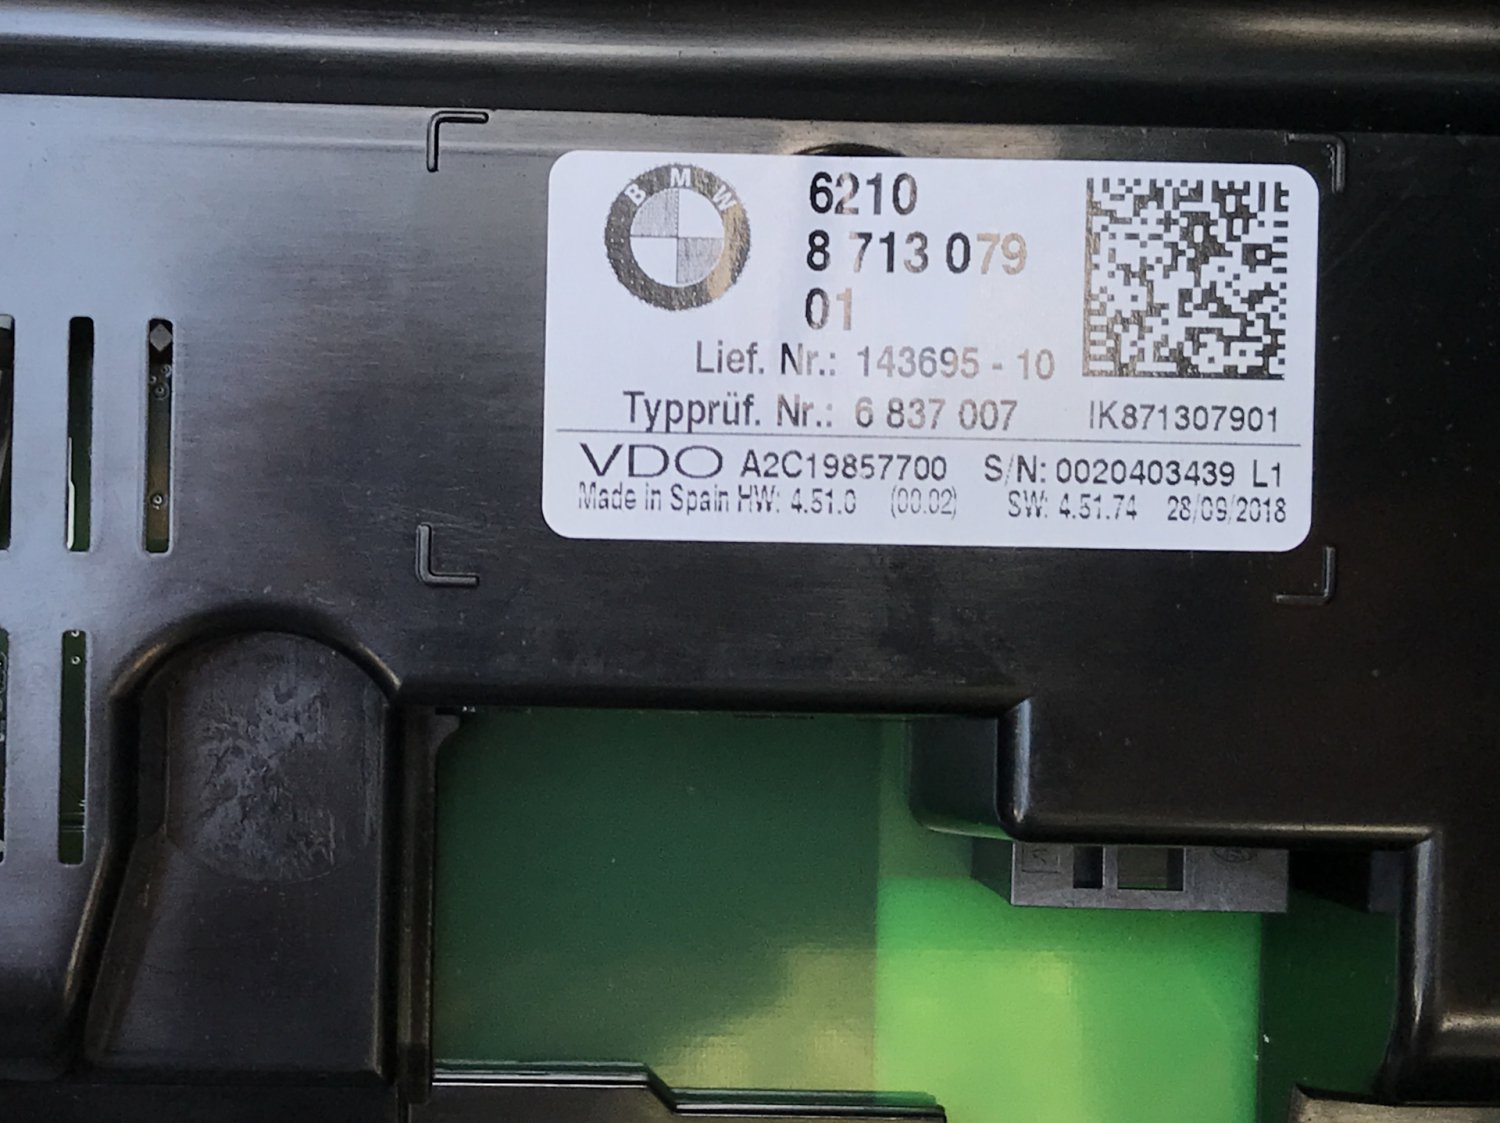 BMW
6210
8 713 079
01
Lief. Nr.: 143695 - 10
Typprüf. Nr.: 6 837 007
IK871307901
VDO A2C19857700 S/N: 0020403439 L1
Made in Spain HW: 4.51.0 (00.02) SW: 4.51.74 28/09/2018